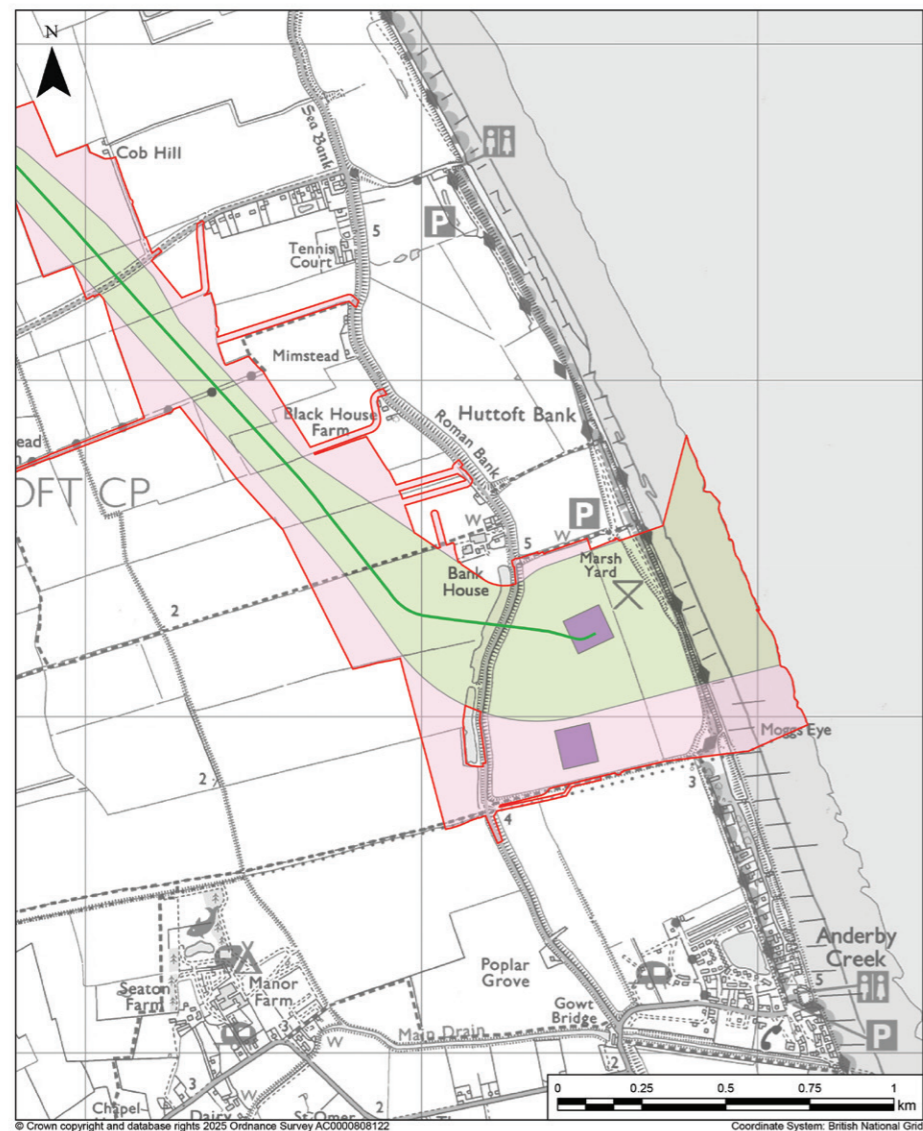 N
Cob Hill
Sea Bank
P
Tennis
Court
5
Mimstead
Black House
Farm
Roman Bank
Huttoft Bank
ead
OFT CP
W
P
5
W
Bank
House
Marsh
Yard
2
Moggs Eye
2
3
4
Anderby
Creek
5
P
Poplar
Grove
Seaton
Farm
Manor
Farm
Gowt
Bridge
Main Drain
3
W
W
2
3
2
Chapel
Dairy
St Omer
0 0.25 0.5 0.75 1
km
© Crown copyright and database rights 2025 Ordnance Survey AC0000808122
Coordinate System: British National Grid